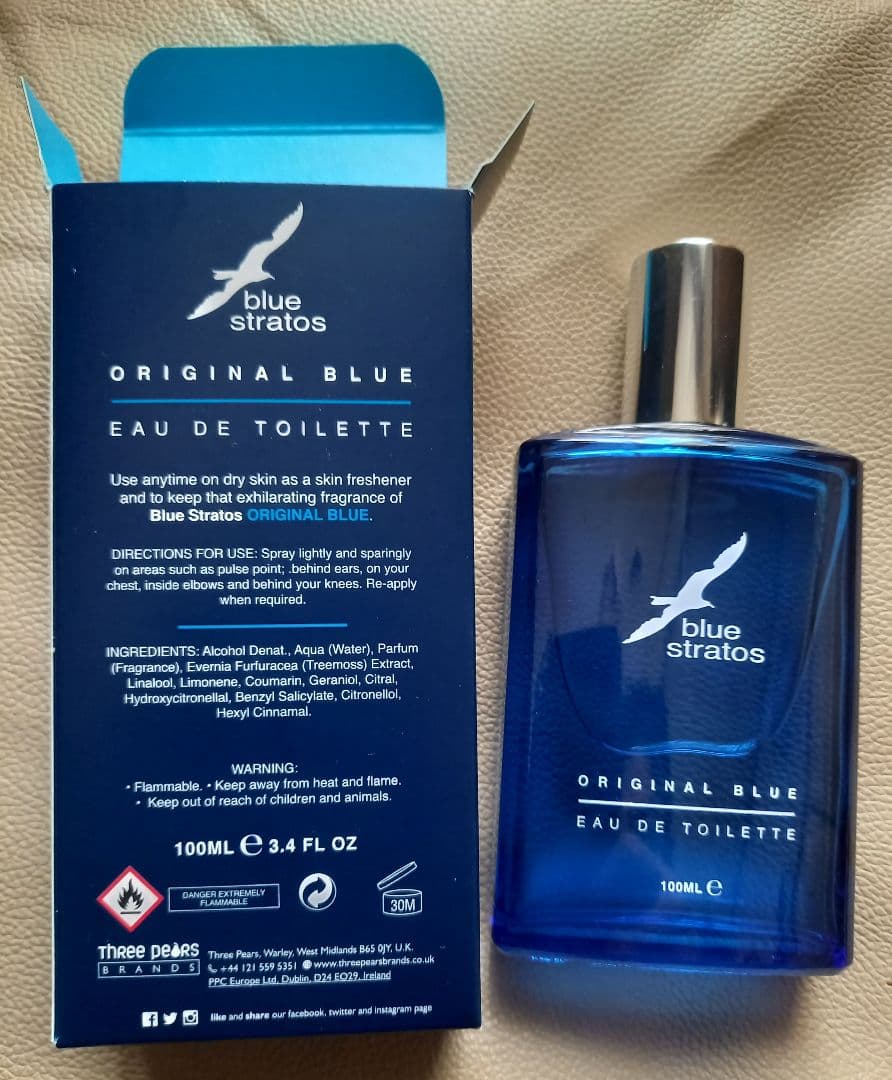 blue
stratos
ORIGINAL BLUE
EAU DE TOILETTE
Use anytime on dry skin as a skin freshener
and to keep that exhilarating fragrance of
Blue Stratos ORIGINAL BLUE.
DIRECTIONS FOR USE: Spray lightly and sparingly
on areas such as pulse point; .behind ears, on your
chest, inside elbows and behind your knees. Re-apply
when required.
INGREDIENTS: Alcohol Denat., Aqua (Water), Parfum
(Fragrance), Evernia Furfuracea (Treemoss) Extract,
Linalool, Limonene, Coumarin, Geraniol, Citral,
Hydroxycitronellal, Benzyl Salicylate, Citronellol,
Hexyl Cinnamal.
WARNING:
• Flammable. • Keep away from heat and flame.
• Keep out of reach of children and animals.
100ML e 3.4 FL OZ
DANGER EXTREMELY
FLAMMABLE
30M
THREE PEARS
BRANDS
Three Pears, Warley, West Midlands B65 0JY, U.K.
+44 121 559 5351 www.threepearsbrands.co.uk
PPC Europe Ltd, Dublin, D24 EO29, Ireland
like and share our facebook, twitter and instagram page
blue
stratos
ORIGINAL BLUE
EAU DE TOILETTE
100ML e